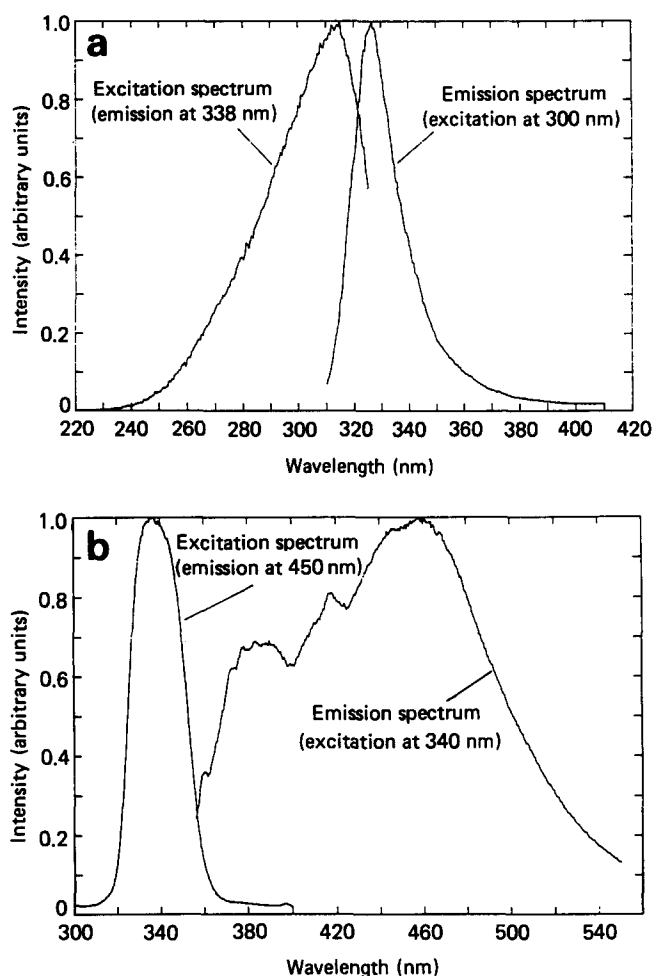 a
Excitation spectrum
(emission at 338 nm)
Emission spectrum
(excitation at 300 nm)
Intensity (arbitrary units)
1.0
0.8
0.6
0.4
0.2
0
220 240 260 280 300 320 340 360 380 400 420
Wavelength (nm)
b
Excitation spectrum
(emission at 450 nm)
Emission spectrum
(excitation at 340 nm)
Intensity (arbitrary units)
1.0
0.8
0.6
0.4
0.2
0
300 340 380 420 460 500 540
Wavelength (nm)